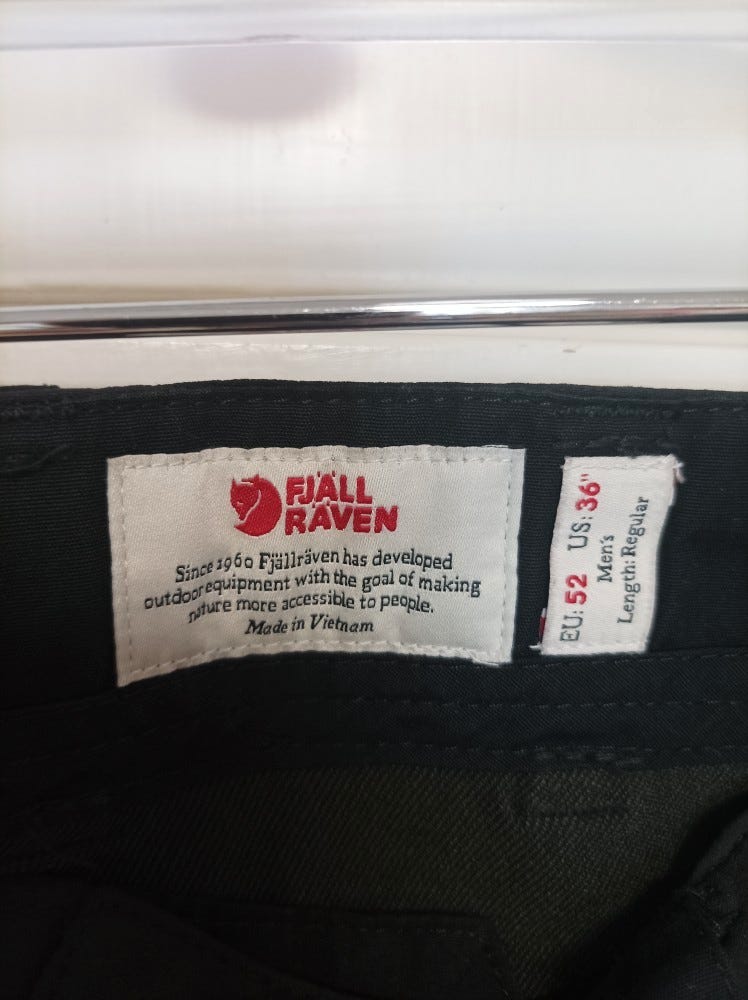 FJÄLL
RÄVEN
Since 1960 Fjällräven has developed
outdoor equipment with the goal of making
nature more accessible to people.
Made in Vietnam
EU: 52 US: 36"
Men's
Length: Regular